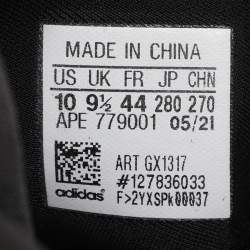 MADE IN CHINA
US UK FR JP CHN
10 9½ 44 280 270
APE 779001 05/21
ART GX1317
#127836033
adidas F>2YXSPk00037